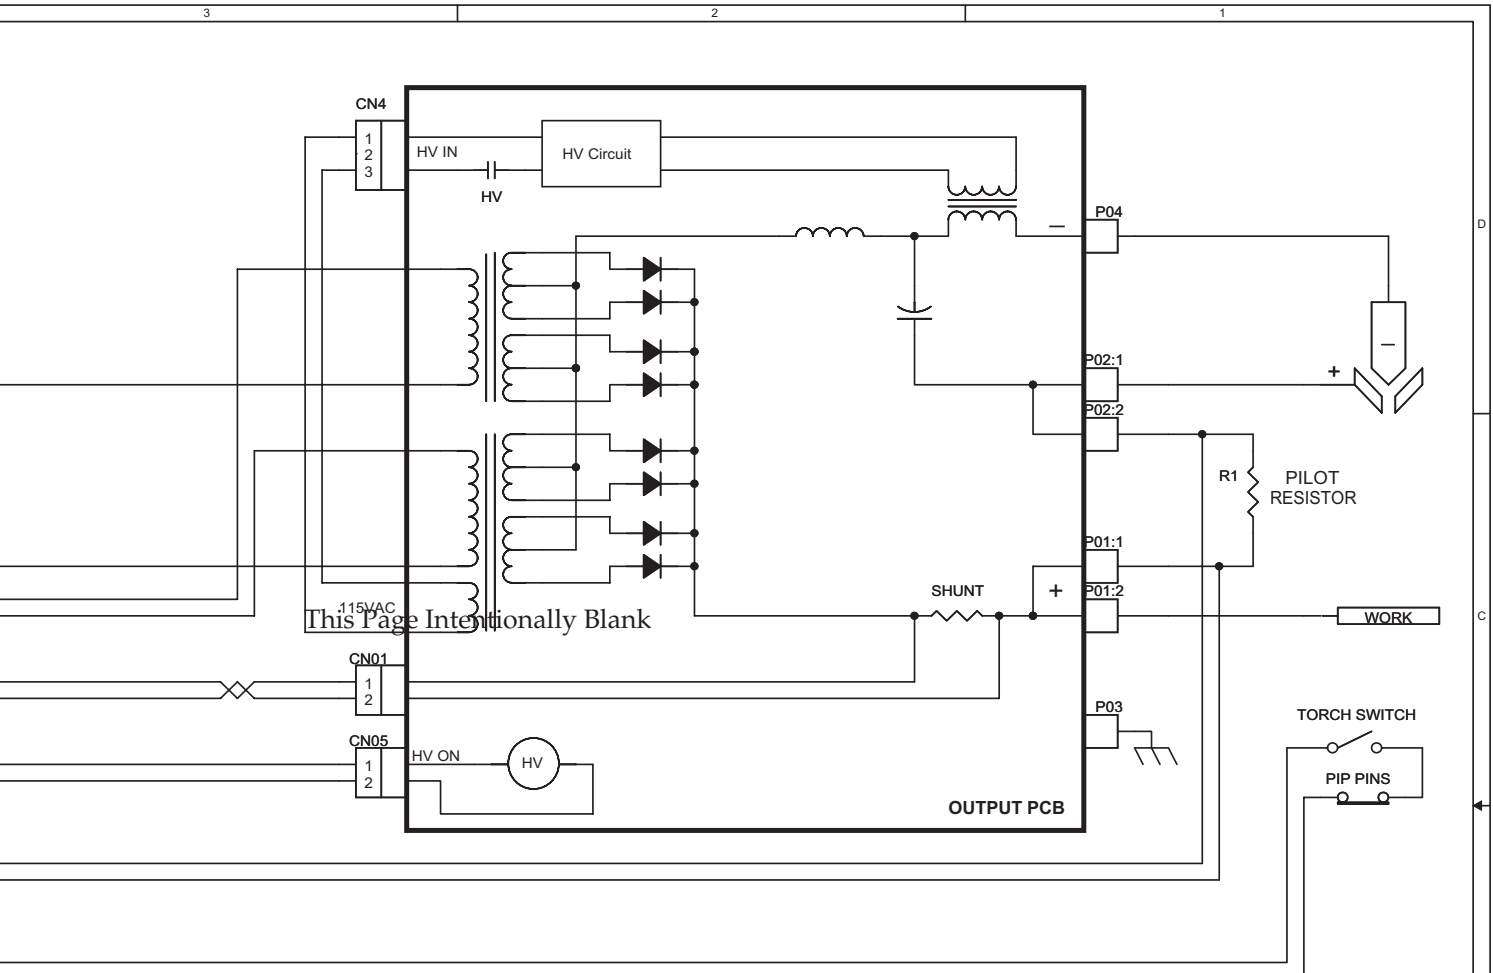 3
2
1
CN4
1
2
3
HV IN
HV Circuit
HV
P04
—
D
P02:1
+
—
P02:2
R1
PILOT
RESISTOR
P01:1
SHUNT
+
P01:2
115VAC
This Page Intentionally Blank
WORK
C
CN01
1
2
P03
TORCH SWITCH
CN05
HV ON
1
2
HV
PIP PINS
OUTPUT PCB